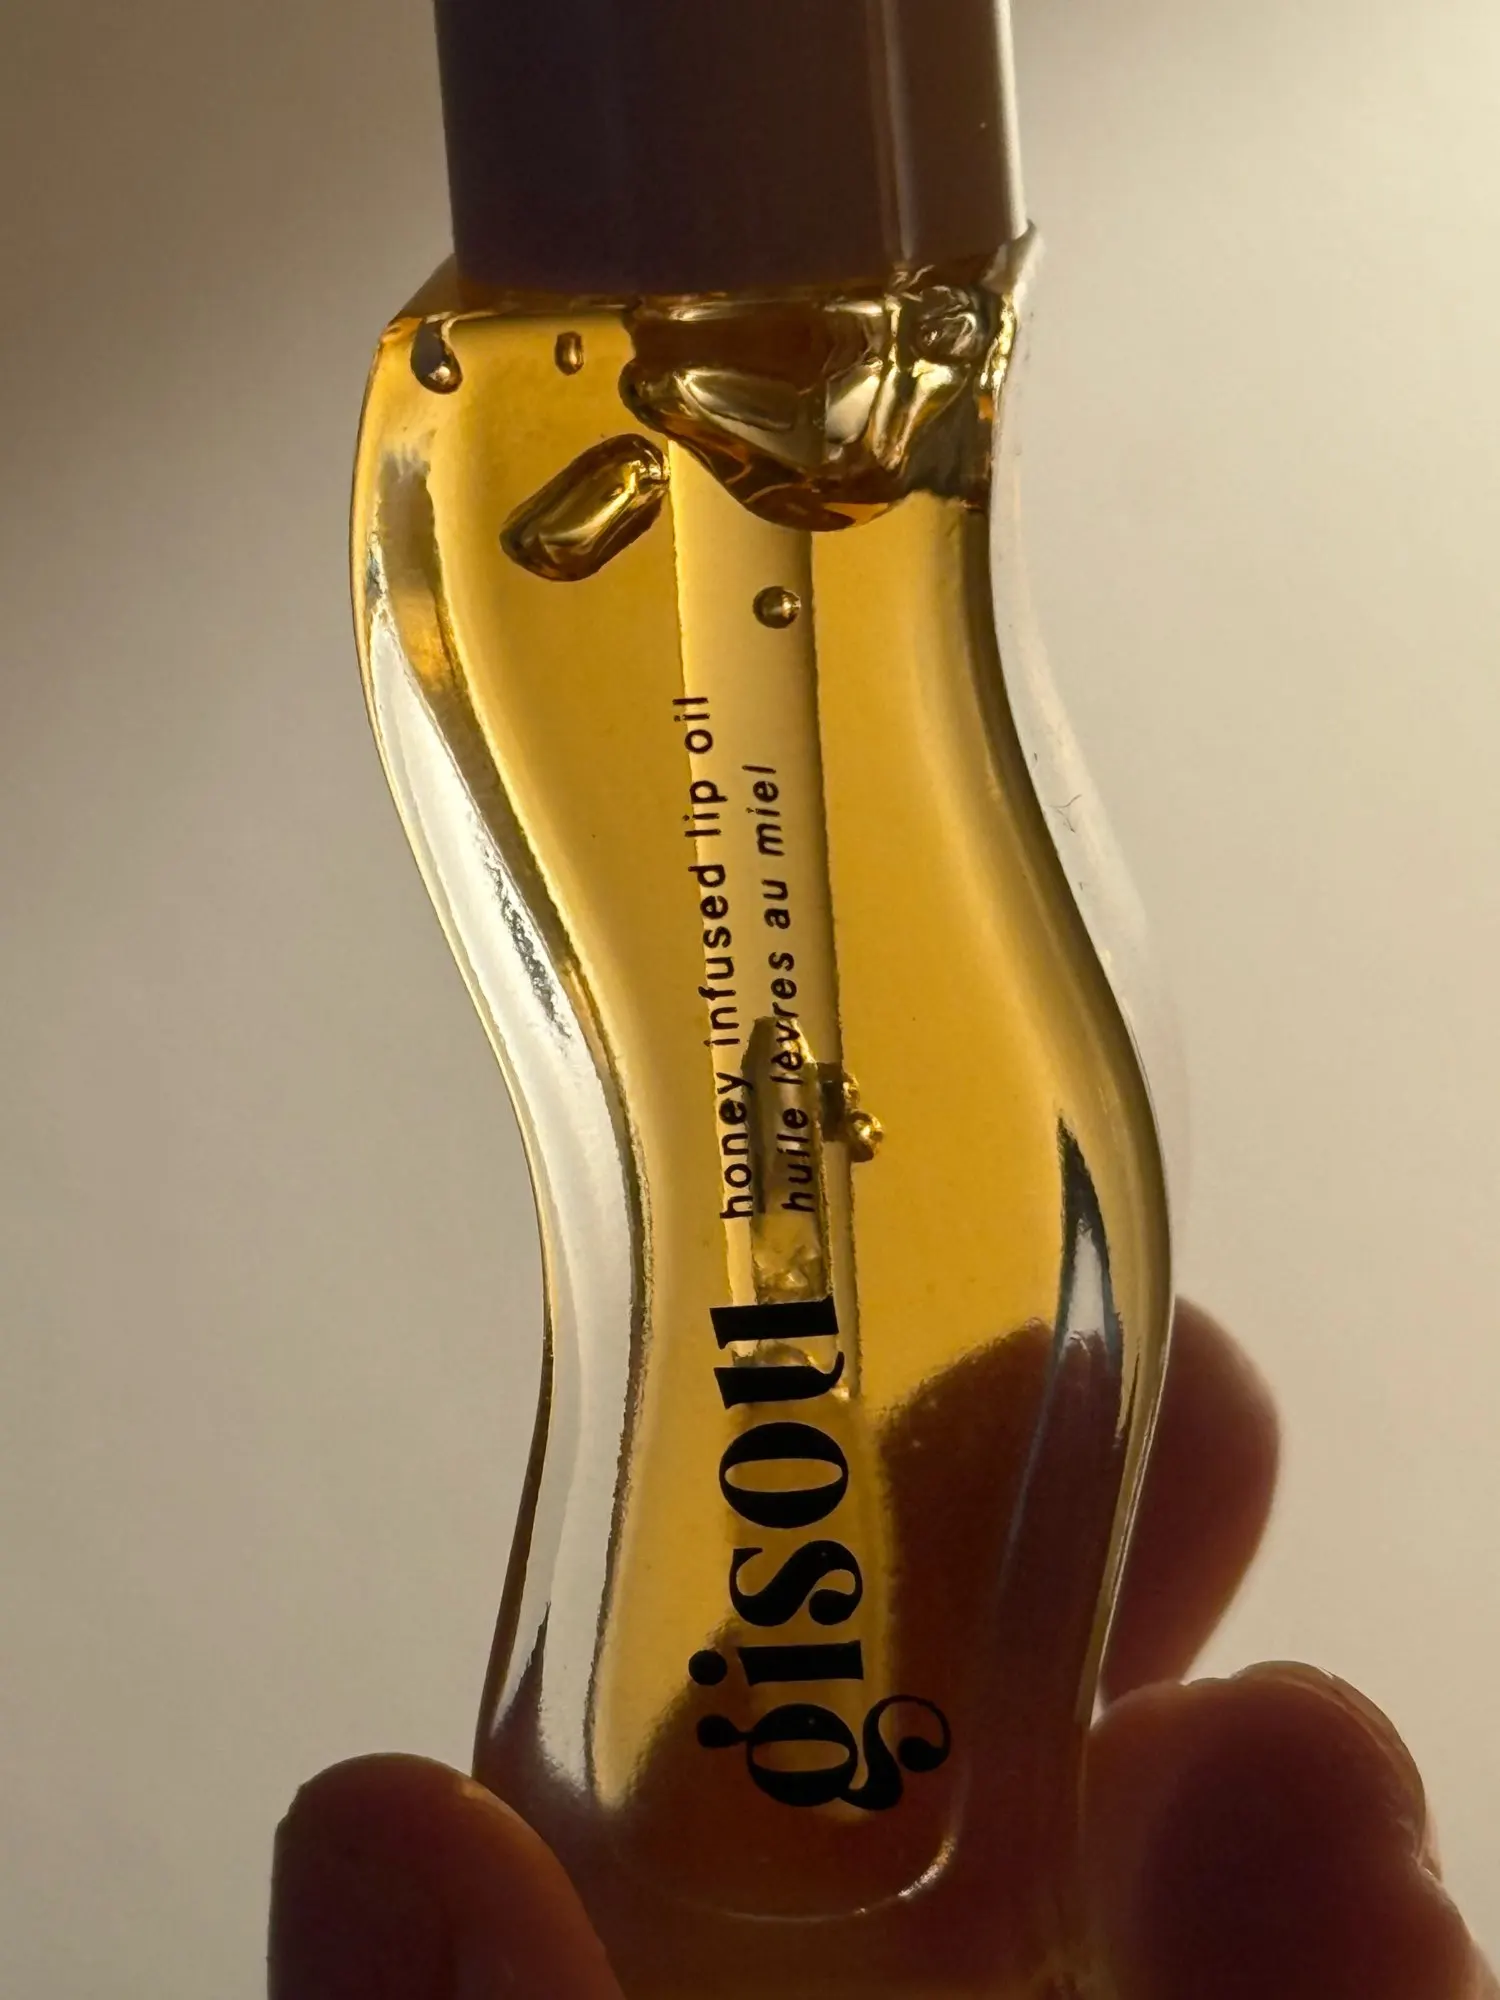 honey infused lip oil
huile lèvres au miel
gisou